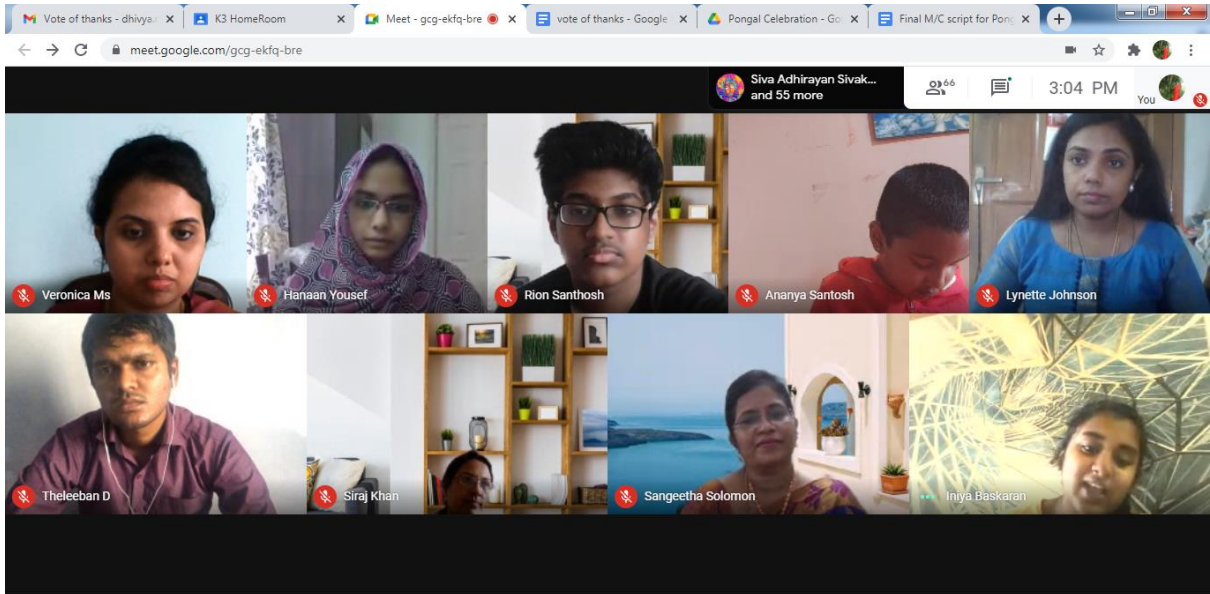 Vote of thanks - dhivya.r
K3 HomeRoom
Meet - gcg-ekfq-bre
vote of thanks - Google
Pongal Celebration - Go
Final M/C script for Pong
meet.google.com/gcg-ekfq-bre
Siva Adhirayan Sivak...
and 55 more
66
3:04 PM
You
Veronica Ms
Hanaan Yousef
Rion Santhosh
Ananya Santosh
Lynette Johnson
Theleeban D
Siraj Khan
Sangeetha Solomon
Iniya Baskaran